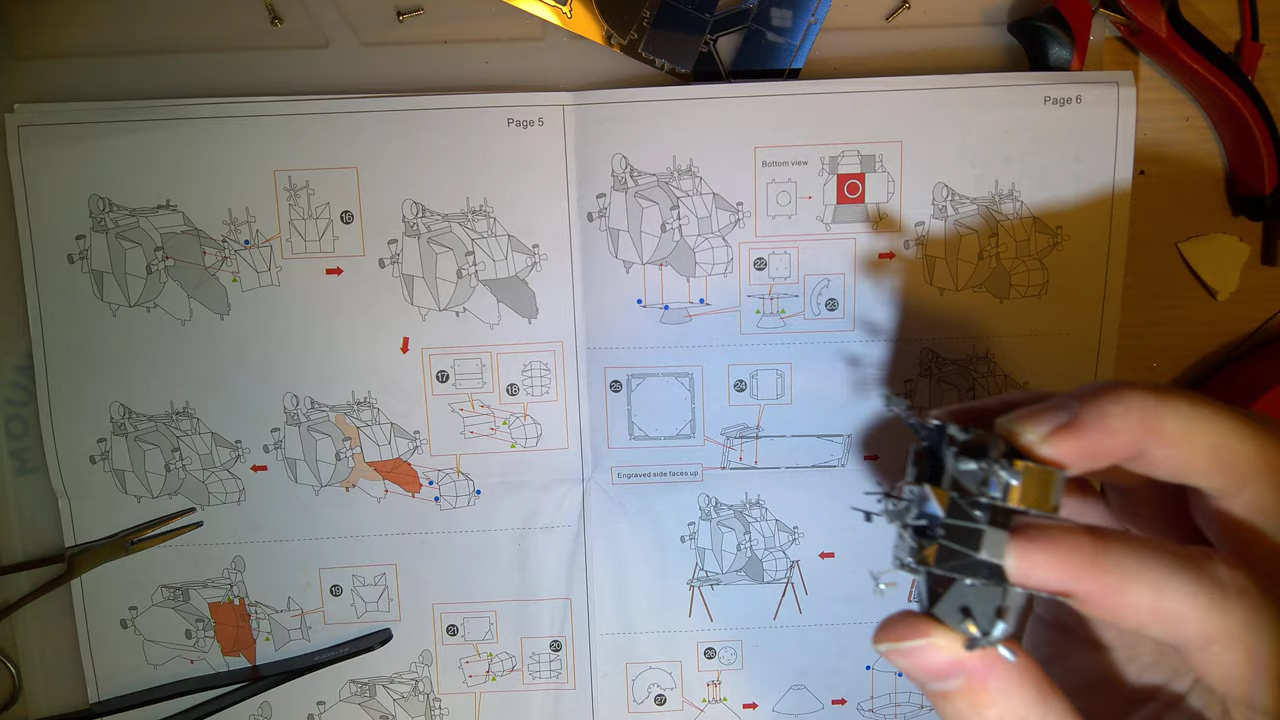 Page 5
16
17
18
19
21
20
Page 6
Bottom view
22
23
25
24
Engraved side faces up
26
27
MOUN